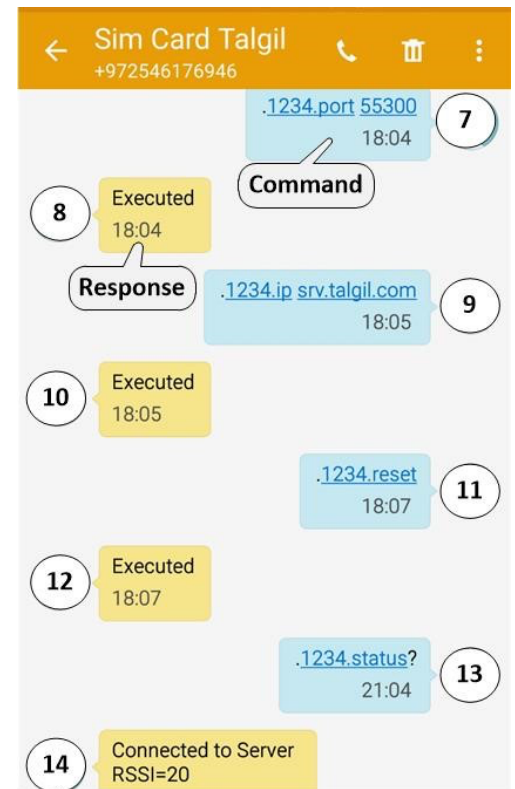 Sim Card Talgil
+972546176946
.1234.port 55300
18:04
7
Command
8
Executed
18:04
Response
.1234.ip srv.talgil.com
18:05
9
10
Executed
18:05
.1234.reset
18:07
11
12
Executed
18:07
.1234.status?
21:04
13
14
Connected to Server
RSSI=20